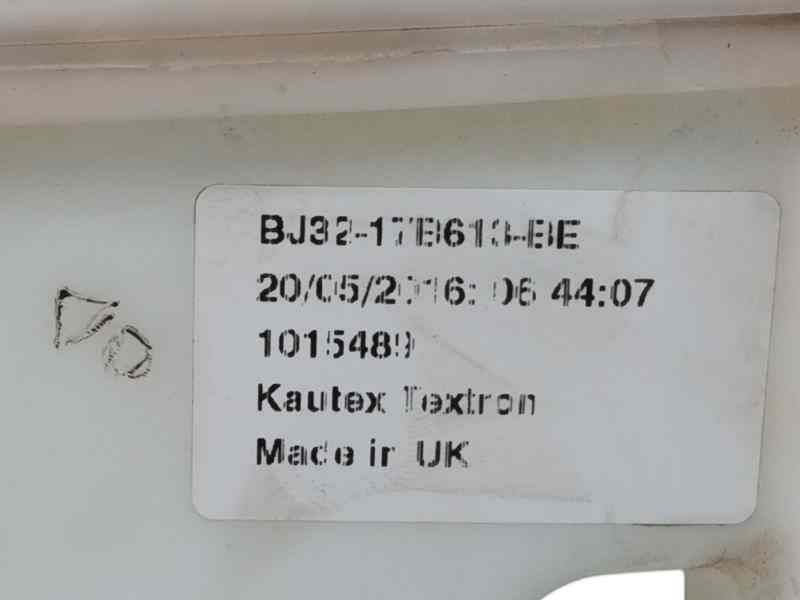 BJ32-17B613-BE
20/05/2016: 06 44:07
1015489
Kautex Textron
Made in UK